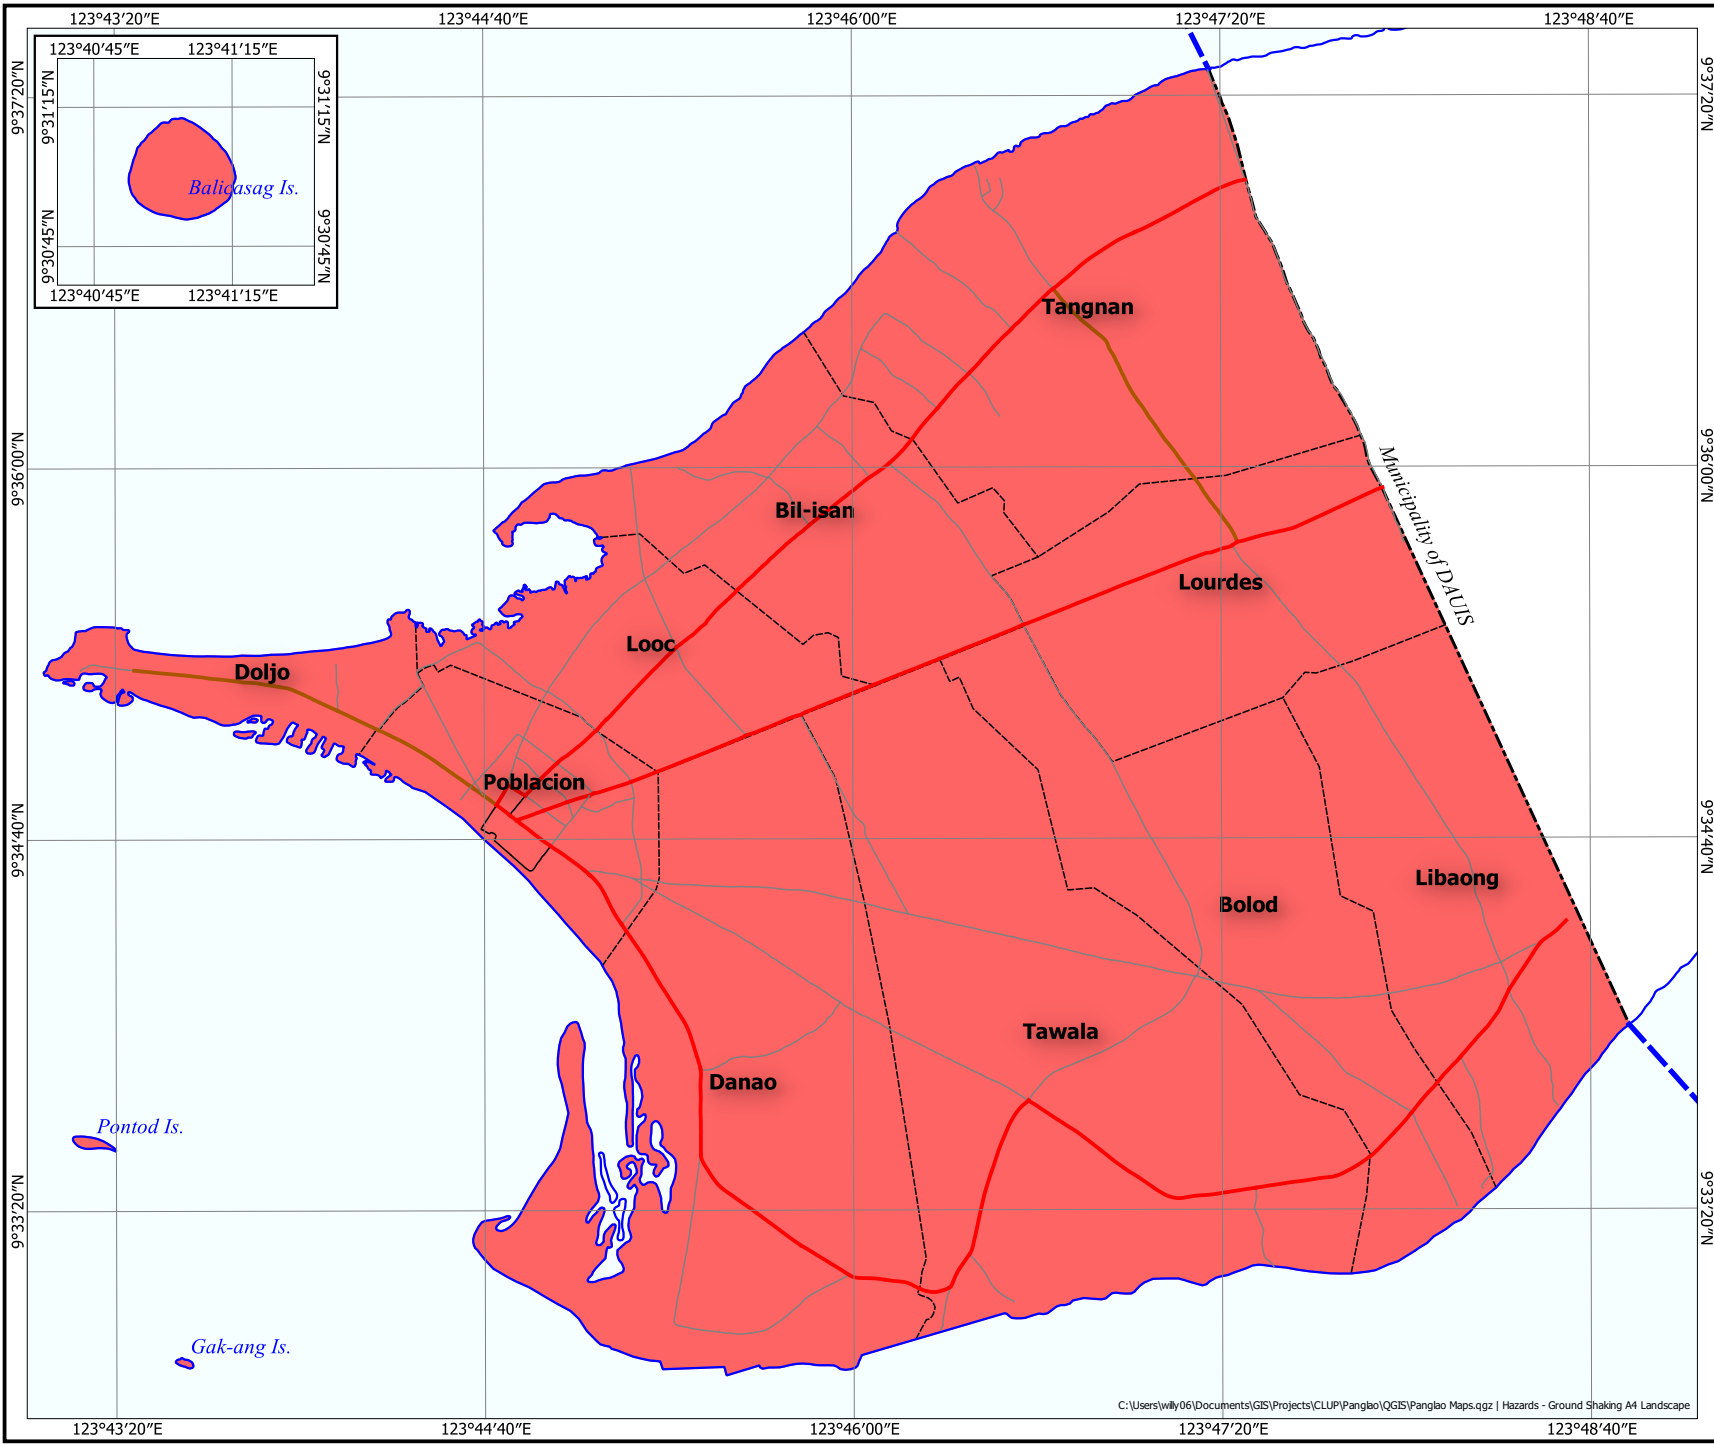 123°43′20″E 123°44′40″E 123°46′00″E 123°47′20″E 123°48′40″E
123°40′45″E 123°41′15″E
9°37′20″N
9°31′15″N
9°31′15″N
9°37′20″N
Balicasag Is.
9°30′45″N
9°30′45″N
123°40′45″E 123°41′15″E
Tangnan
9°36′00″N
9°36′00″N
Municipality of DAUIS
Bil-isan
Lourdes
Looc
Doljo
Poblacion
9°34′40″N
9°34′40″N
Libaong
Bolod
Tawala
Danao
Pontod Is.
9°33′20″N
9°33′20″N
Gak-ang Is.
C:\Users\willy06\Documents\GIS\Projects\CLUP\Panglao\QGIS\Panglao Maps.qgz | Hazards - Ground Shaking A4 Landscape
123°43′20″E 123°44′40″E 123°46′00″E 123°47′20″E 123°48′40″E